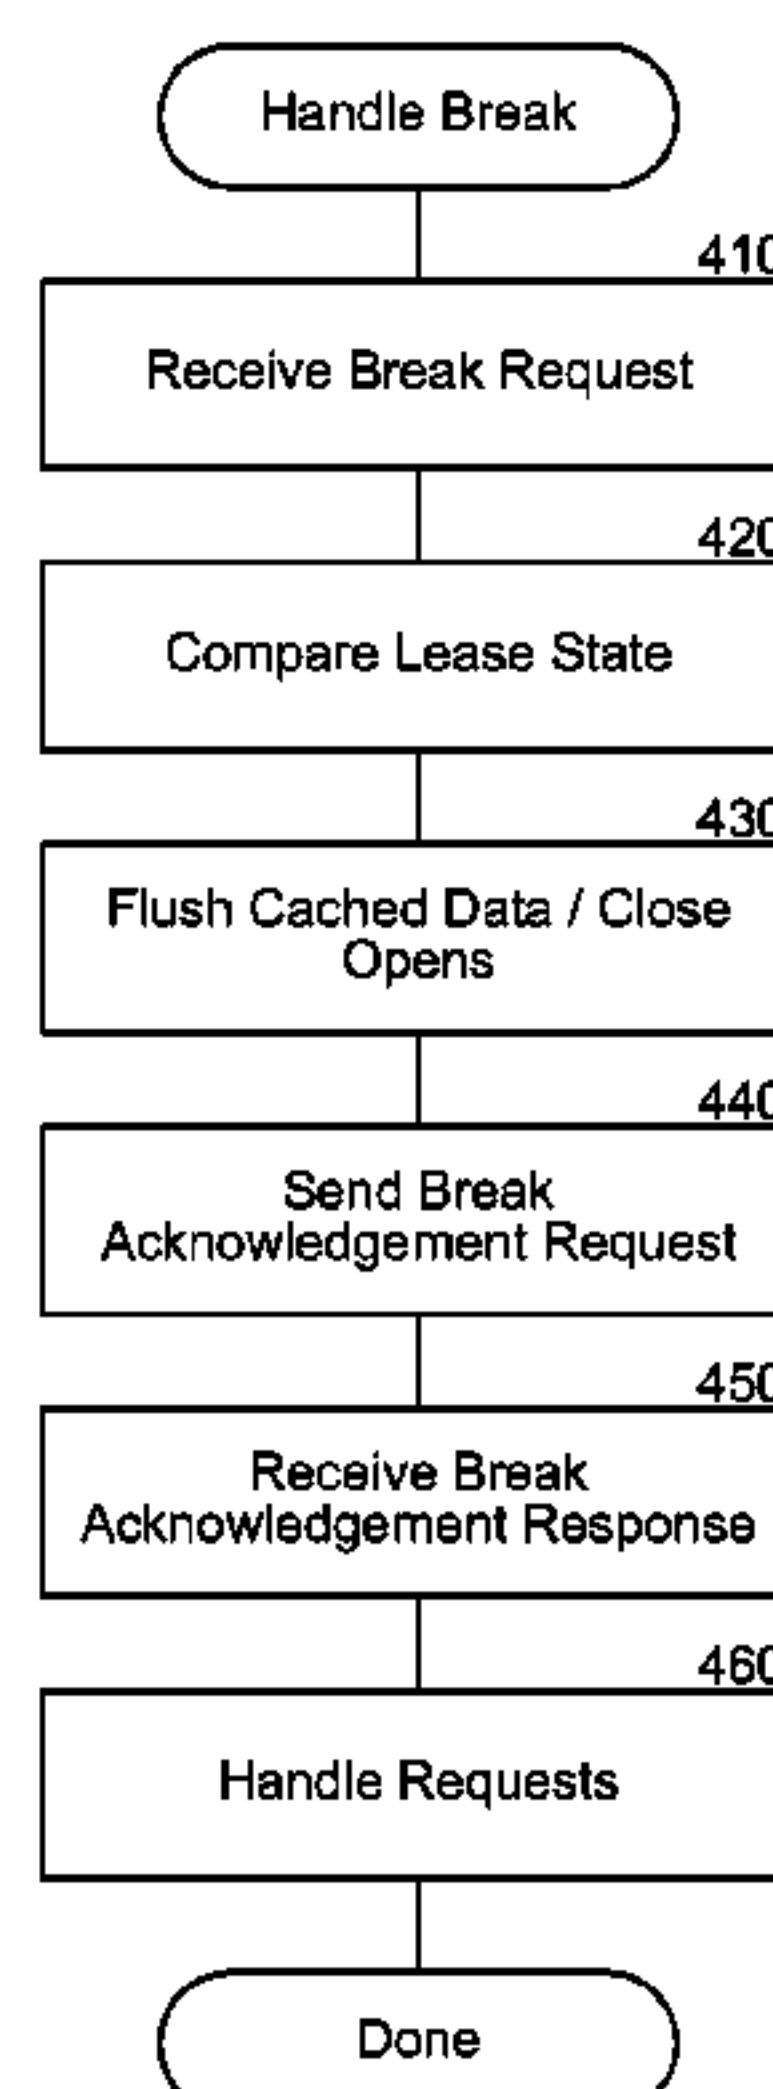 Handle Break
410
Receive Break Request
420
Compare Lease State
430
Flush Cached Data / Close
Opens
440
Send Break
Acknowledgement Request
450
Receive Break
Acknowledgement Response
460
Handle Requests
Done